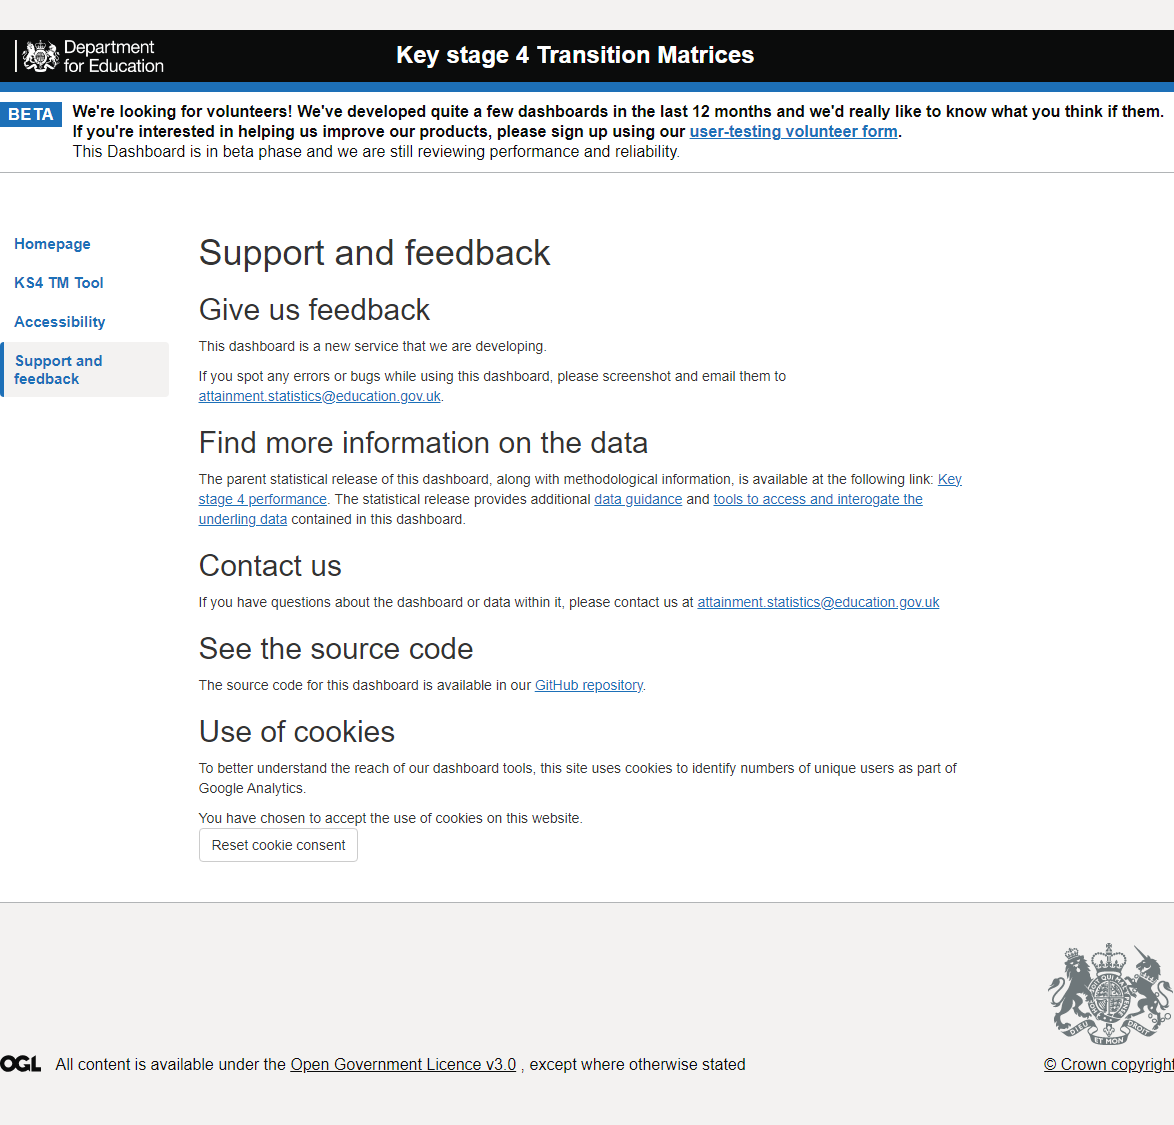 Department
for Education
Key stage 4 Transition Matrices
BETA
We're looking for volunteers! We've developed quite a few dashboards in the last 12 months and we'd really like to know what you think if them.
If you're interested in helping us improve our products, please sign up using our user-testing volunteer form.
This Dashboard is in beta phase and we are still reviewing performance and reliability.
Homepage
KS4 TM Tool
Accessibility
Support and
feedback
Support and feedback
Give us feedback
This dashboard is a new service that we are developing.
If you spot any errors or bugs while using this dashboard, please screenshot and email them to
attainment.statistics@education.gov.uk.
Find more information on the data
The parent statistical release of this dashboard, along with methodological information, is available at the following link: Key
stage 4 performance. The statistical release provides additional data guidance and tools to access and interogate the
underling data contained in this dashboard.
Contact us
If you have questions about the dashboard or data within it, please contact us at attainment.statistics@education.gov.uk
See the source code
The source code for this dashboard is available in our GitHub repository.
Use of cookies
To better understand the reach of our dashboard tools, this site uses cookies to identify numbers of unique users as part of
Google Analytics.
You have chosen to accept the use of cookies on this website.
Reset cookie consent
DIEU ET MON DROIT
OGL
All content is available under the Open Government Licence v3.0 , except where otherwise stated
© Crown copyright